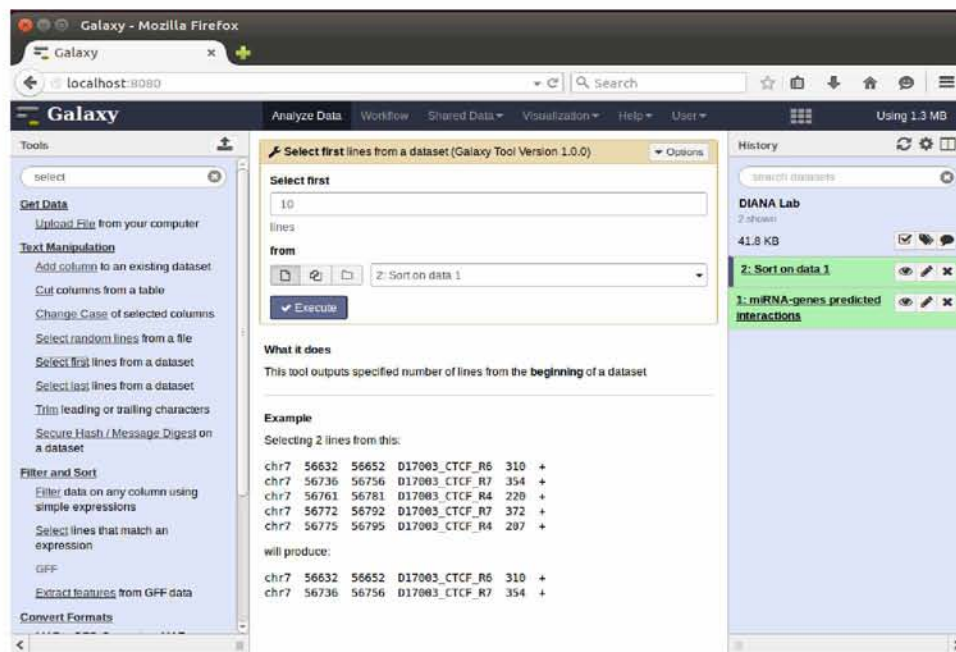 Galaxy - Mozilla Firefox
Galaxy
localhost:8080
Search
Galaxy
Analyze Data Workflow Shared Data Visualization Help User
Using 1.3 MB
Tools
select
Get Data
Upload File from your computer
Text Manipulation
Add column to an existing dataset
Cut columns from a table
Change Case of selected columns
Select random lines from a file
Select first lines from a dataset
Select last lines from a dataset
Trim leading or trailing characters
Secure Hash / Message Digest on
a dataset
Filter and Sort
Filter data on any column using
simple expressions
Select lines that match an
expression
GFF
Extract features from GFF data
Convert Formats
Select first lines from a dataset (Galaxy Tool Version 1.0.0)
Options
Select first
10
lines
from
2: Sort on data 1
Execute
What it does
This tool outputs specified number of lines from the beginning of a dataset
Example
Selecting 2 lines from this:
chr7 56632 56652 D17003_CTCF_R6 310 +
chr7 56736 56756 D17003_CTCF_R7 354 +
chr7 56761 56781 D17003_CTCF_R4 220 +
chr7 56772 56792 D17003_CTCF_R7 372 +
chr7 56775 56795 D17003_CTCF_R4 207 +
will produce:
chr7 56632 56652 D17003_CTCF_R6 310 +
chr7 56736 56756 D17003_CTCF_R7 354 +
History
search datasets
DIANA Lab
2 shown
41.8 KB
2: Sort on data 1
1: miRNA-genes predicted
interactions